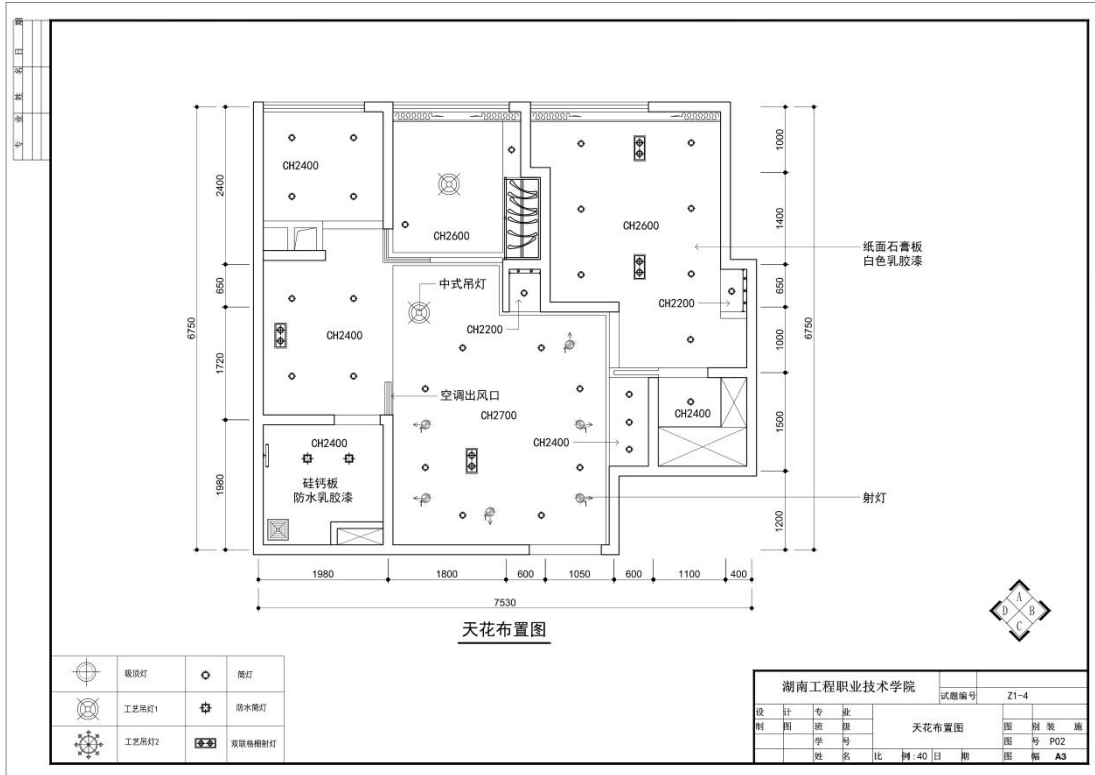 专 业 姓 名 日 期
1000
CH2400
2400
1400
CH2600
CH2600
纸面石膏板
白色乳胶漆
中式吊灯
650
650
CH2200
CH2200
CH2400
6750
1720
1000
6750
空调出风口
CH2700
CH2400
CH2400
CH2400
1500
硅钙板
防水乳胶漆
1980
射灯
1200
1980
1800
600
1050
600
1100
400
7530
天花布置图
A
D
B
C
吸顶灯
筒灯
工艺吊灯1
防水筒灯
工艺吊灯2
双联格栅射灯
湖南工程职业技术学院
试题编号
Z1-4
设 计
专 业
天花布置图
图 别
装 施
制 图
班 级
图 号
P02
学 号
姓 名
比 例:40
日 期
图 幅
A3